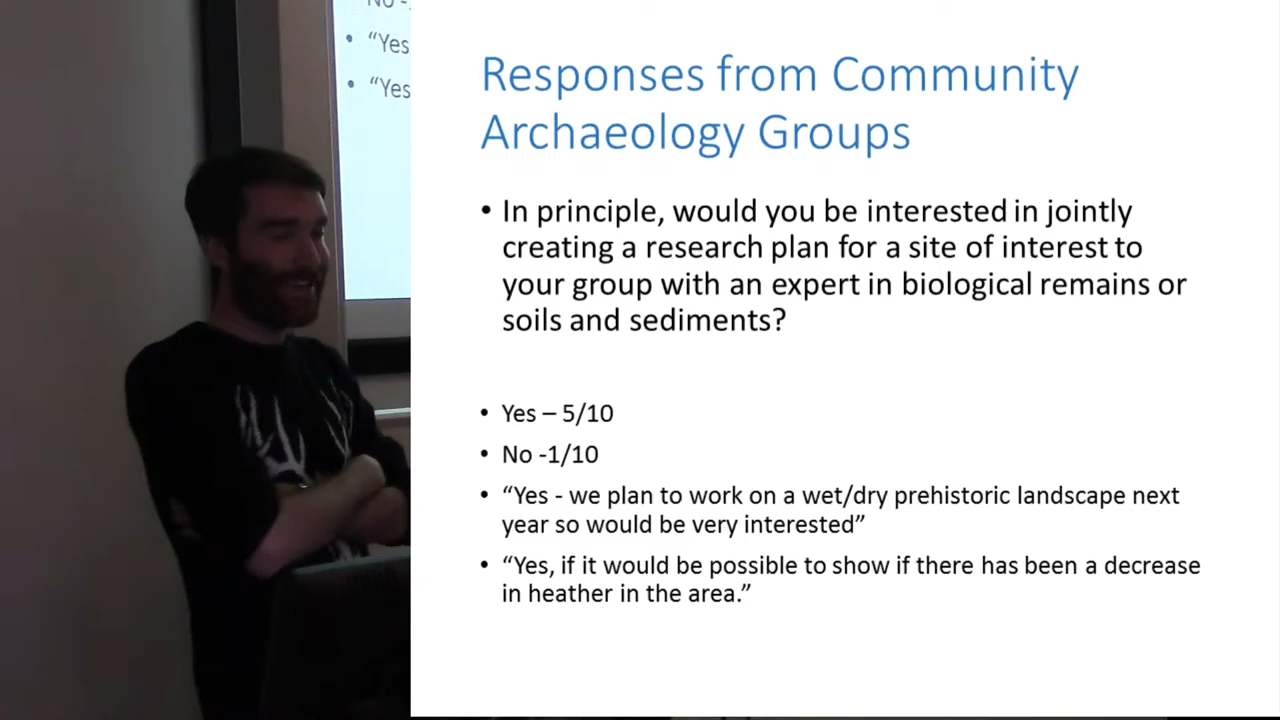 No -
• “Yes
• “Yes
Responses from Community
Archaeology Groups
• In principle, would you be interested in jointly
creating a research plan for a site of interest to
your group with an expert in biological remains or
soils and sediments?
• Yes – 5/10
• No -1/10
• “Yes - we plan to work on a wet/dry prehistoric landscape next
year so would be very interested”
• “Yes, if it would be possible to show if there has been a decrease
in heather in the area.”